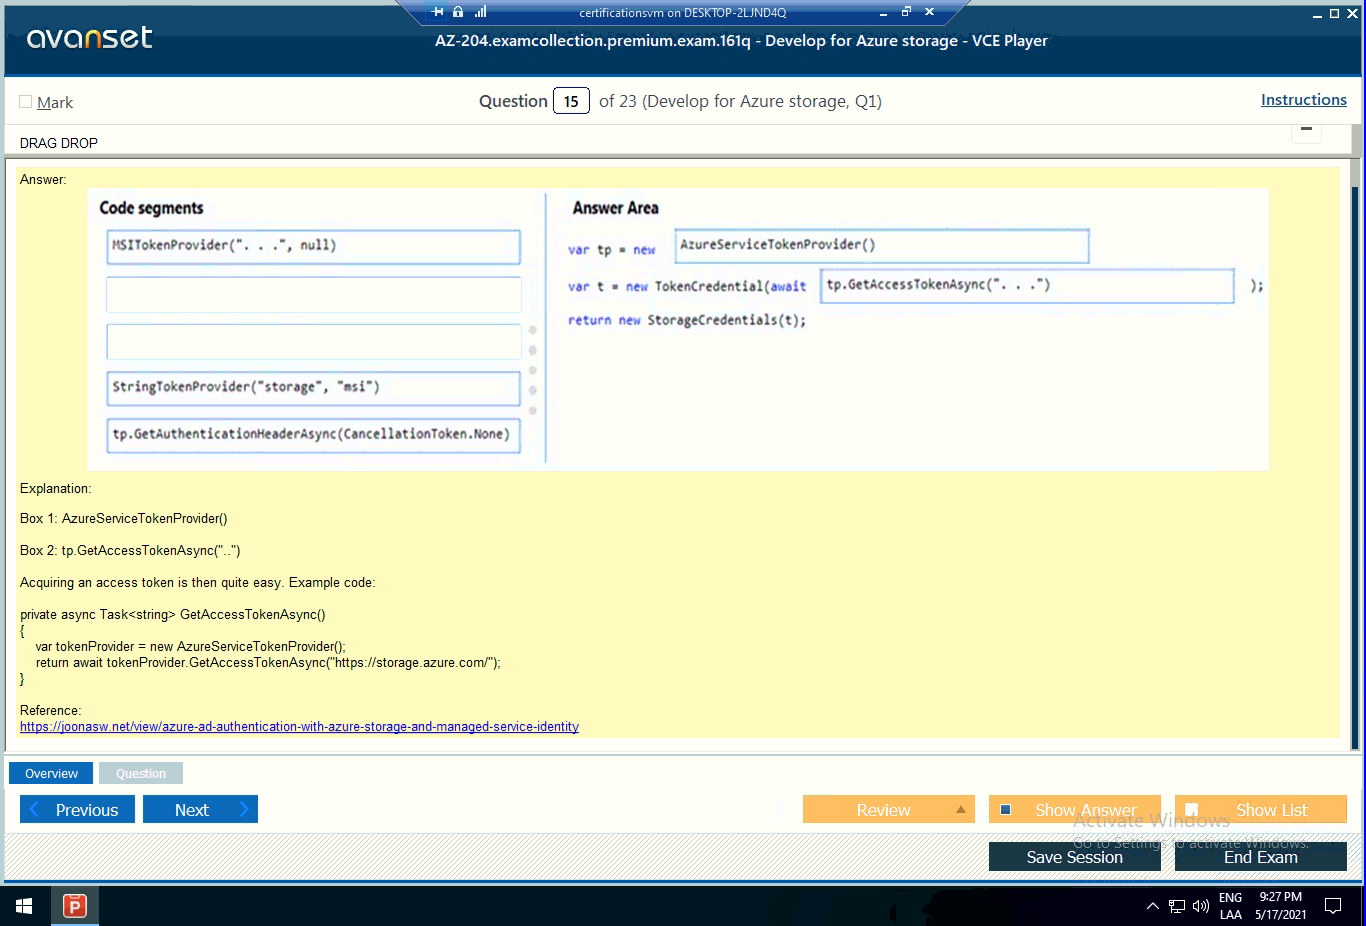 certificationsvm on DESKTOP-2LJND4Q
avanset
AZ-204.examcollection.premium.exam.161q - Develop for Azure storage - VCE Player
Mark
Question 15 of 23 (Develop for Azure storage, Q1)
Instructions
DRAG DROP
Answer:
Code segments
Answer Area
MSITokenProvider(". . .", null)
var tp = new AzureServiceTokenProvider()
var t = new TokenCredential(await tp.GetAccessTokenAsync(". . .") );
return new StorageCredentials(t);
StringTokenProvider("storage", "msi")
tp.GetAuthenticationHeaderAsync(CancellationToken.None)
Explanation:
Box 1: AzureServiceTokenProvider()
Box 2: tp.GetAccessTokenAsync("..")
Acquiring an access token is then quite easy. Example code:
private async Task<string> GetAccessTokenAsync()
{
var tokenProvider = new AzureServiceTokenProvider();
return await tokenProvider.GetAccessTokenAsync("https://storage.azure.com/");
}
Reference:
https://joonasw.net/view/azure-ad-authentication-with-azure-storage-and-managed-service-identity
Overview
Question
Previous
Next
Review
Show Answer
Show List
Activate Windows
Go to Settings to activate Windows.
Save Session
End Exam
ENG
LAA
9:27 PM
5/17/2021